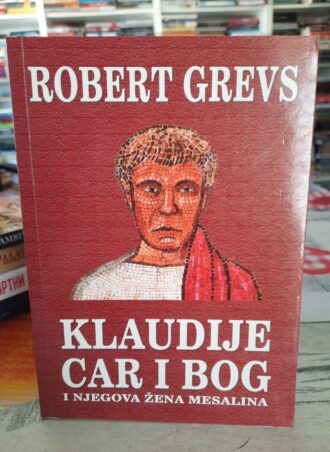 ROBERT GREVS
KLAUDIJE
CAR I BOG
I NJEGOVA ŽENA MESALINA